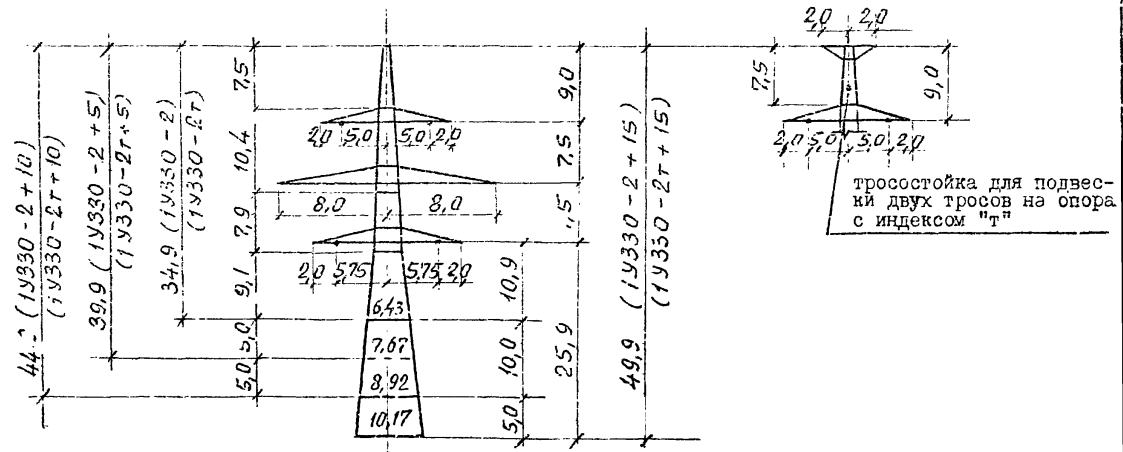 44 (1У330-2+10)
(1У330-2т+10)
39,9 (1У330-2+5)
(1У330-2т+5)
34,9 (1У330-2)
(1У330-2т)
7,5
10,4
7,9
9,1
5,0
5,0
2,0 5,0 5,0 2,0
8,0 8,0
2,0 5,75 5,75 2,0
6,43
7,67
8,92
10,17
10,9
10,0
5,0
9,0
7,5
,5
25,9
49,9 (1У330-2+15)
(1У330-2т+15)
2,0 2,0
7,5
9,0
2,0 5,0 5,0 2,0
тросостойка для подвес-
ки двух тросов на опора
с индексом "т"